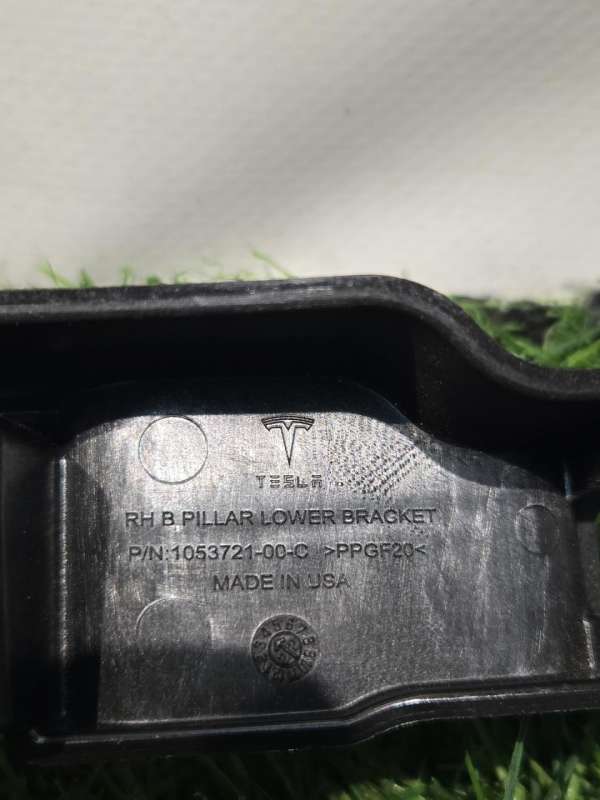 TESLA
RH B PILLAR LOWER BRACKET
P/N:1053721-00-C >PPGF20<
MADE IN USA